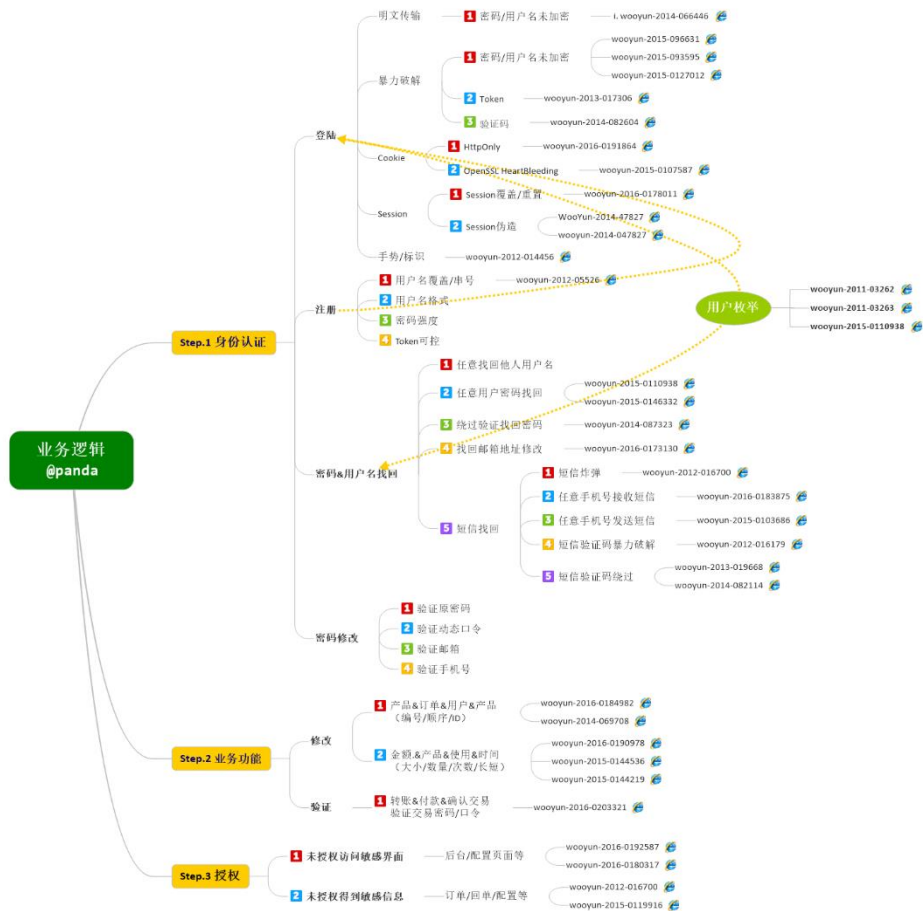 业务逻辑
@panda
Step.1 身份认证
登陆
明文传输
1 密码/用户名未加密
i. wooyun-2014-066446
暴力破解
1 密码/用户名未加密
wooyun-2015-096631
wooyun-2015-093595
wooyun-2015-0127012
2 Token
wooyun-2013-017306
3 验证码
wooyun-2014-082604
Cookie
1 HttpOnly
wooyun-2016-0191864
2 OpenSSL HeartBleeding
wooyun-2015-0107587
Session
1 Session覆盖/重置
wooyun-2016-0178011
2 Session伪造
WooYun-2014-47827
wooyun-2014-047827
手势/标识
wooyun-2012-014456
注册
1 用户名覆盖/串号
wooyun-2012-05526
2 用户名格式
3 密码强度
4 Token可控
用户枚举
wooyun-2011-03262
wooyun-2011-03263
wooyun-2015-0110938
密码&用户名找回
1 任意找回他人用户名
2 任意用户密码找回
wooyun-2015-0110938
wooyun-2015-0146332
3 绕过验证找回密码
wooyun-2014-087323
4 找回邮箱地址修改
wooyun-2016-0173130
5 短信找回
1 短信炸弹
wooyun-2012-016700
2 任意手机号接收短信
wooyun-2016-0183875
3 任意手机号发送短信
wooyun-2015-0103686
4 短信验证码暴力破解
wooyun-2012-016179
5 短信验证码绕过
wooyun-2013-019668
wooyun-2014-082114
密码修改
1 验证原密码
2 验证动态口令
3 验证邮箱
4 验证手机号
Step.2 业务功能
修改
1 产品&订单&用户&产品
（编号/顺序/ID）
wooyun-2016-0184982
wooyun-2014-069708
2 金额.&产品&使用&时间
（大小/数量/次数/长短）
wooyun-2016-0190978
wooyun-2015-0144536
wooyun-2015-0144219
验证
1 转账&付款&确认交易
验证交易密码/口令
wooyun-2016-0203321
Step.3 授权
1 未授权访问敏感界面
后台/配置页面等
wooyun-2016-0192587
wooyun-2016-0180317
2 未授权得到敏感信息
订单/回单/配置等
wooyun-2012-016700
wooyun-2015-0119916